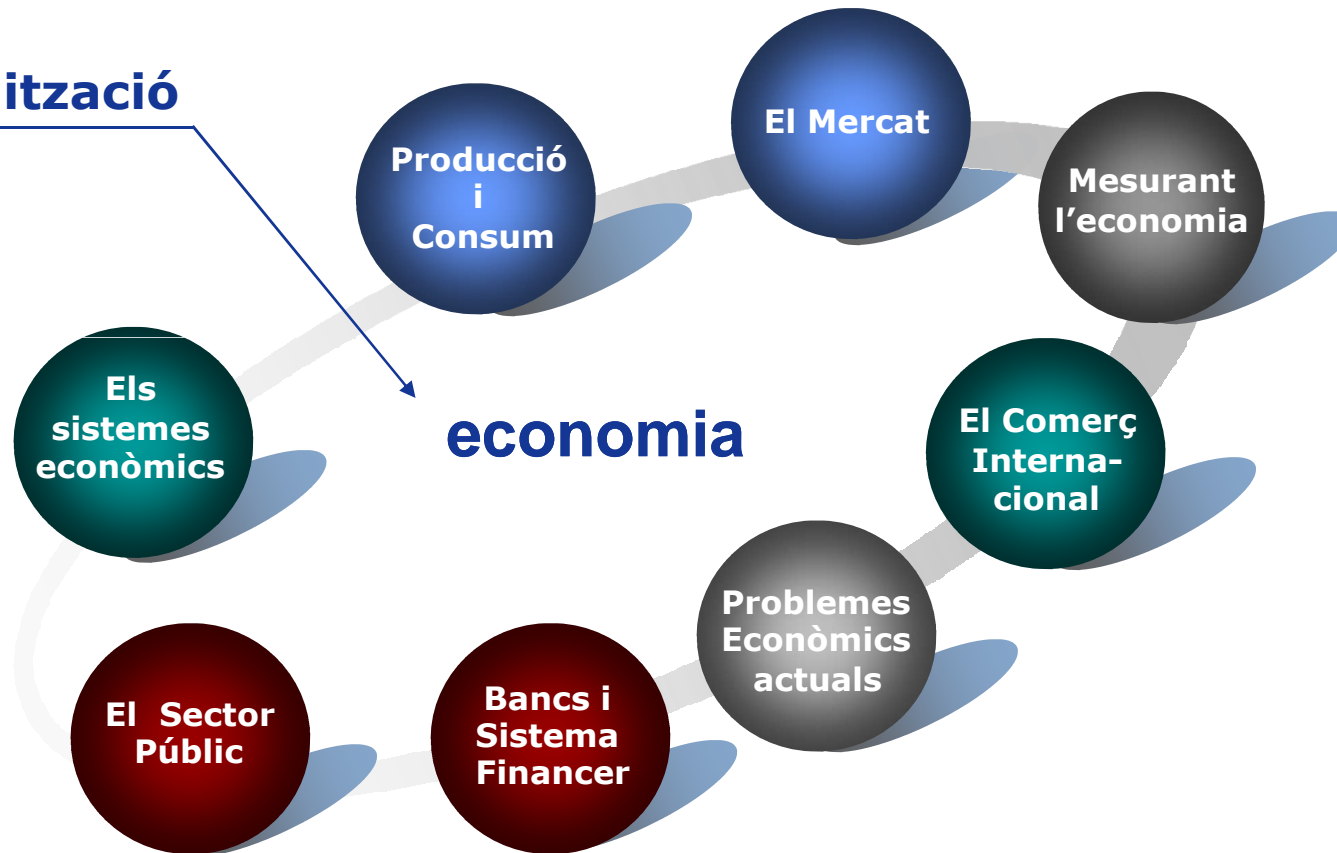 ització
Producció
i
Consum
El Mercat
Mesurant
l’economia
Els
sistemes
econòmics
economia
El Comerç
Interna-
cional
Problemes
Econòmics
actuals
El Sector
Públic
Bancs i
Sistema
Financer